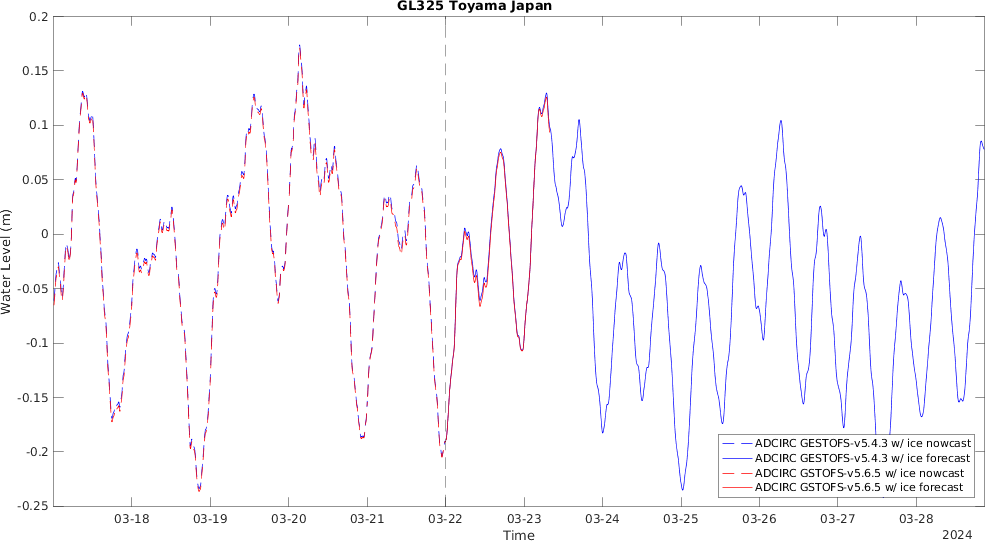 GL325 Toyama Japan
0.2
0.15
0.1
0.05
0
-0.05
-0.1
-0.15
-0.2
-0.25
Water Level (m)
ADCIRC GESTOFS-v5.4.3 w/ ice nowcast
ADCIRC GESTOFS-v5.4.3 w/ ice forecast
ADCIRC GSTOFS-v5.6.5 w/ ice nowcast
ADCIRC GSTOFS-v5.6.5 w/ ice forecast
03-18 03-19 03-20 03-21 03-22 03-23 03-24 03-25 03-26 03-27 03-28
Time
2024